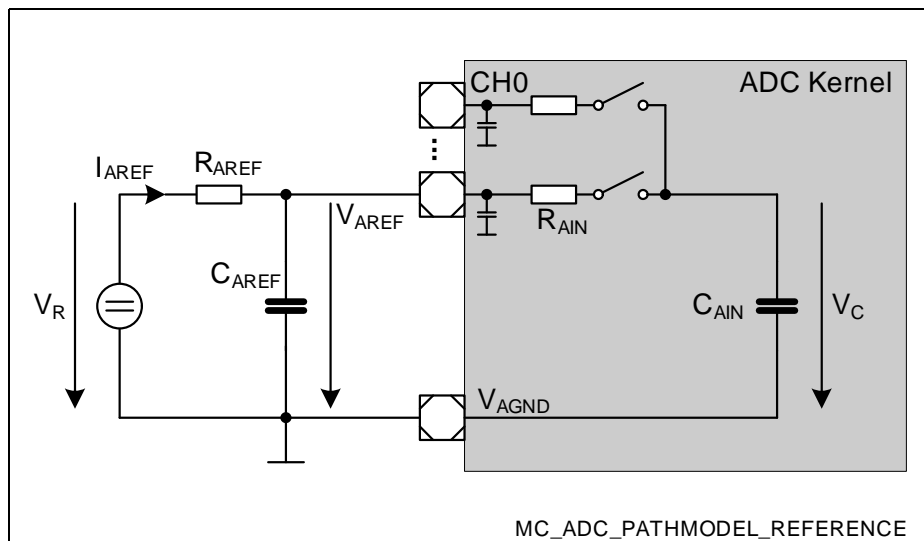 CH0
ADC Kernel
RAREF
IAREF
VAREF
RAIN
CAREF
VR
CAIN
VC
VAGND
MC_ADC_PATHMODEL_REFERENCE